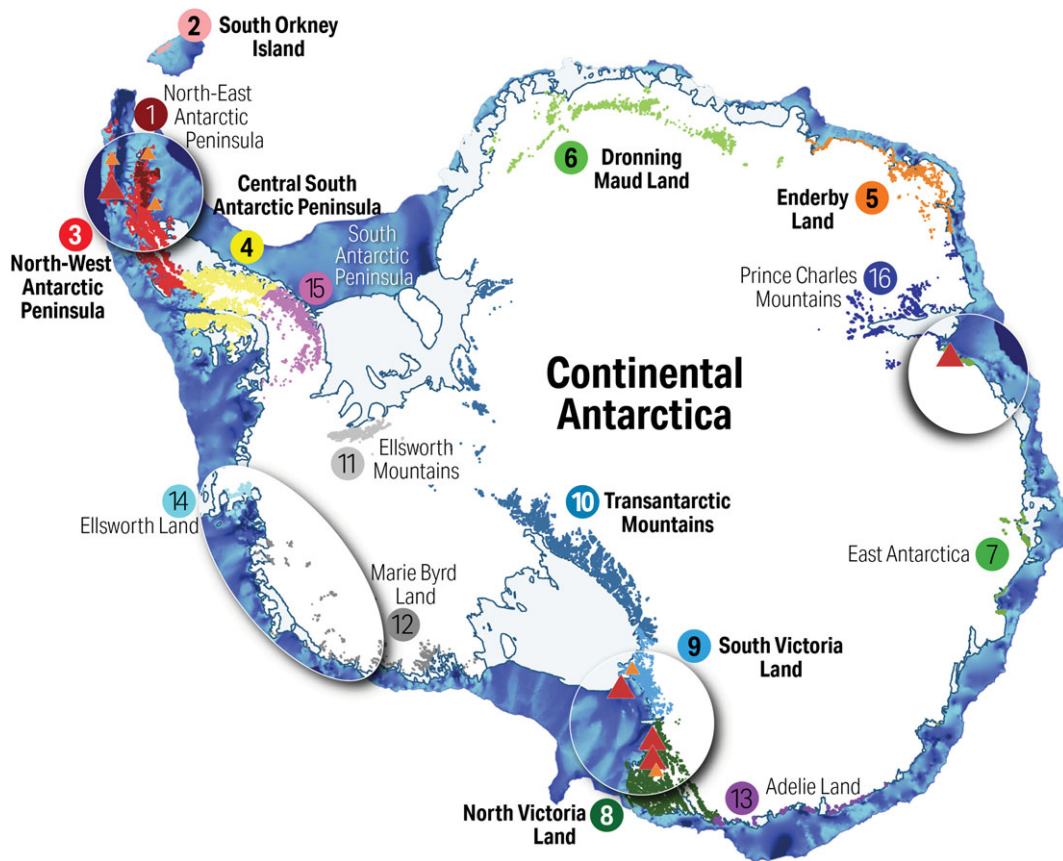 2
South Orkney
Island
1
North-East
Antarctic
Peninsula
Central South
Antarctic Peninsula
3
North-West
Antarctic
Peninsula
4
South
Antarctic
Peninsula
15
6
Dronning
Maud Land
Enderby
Land
5
Prince Charles
Mountains
16
Continental
Antarctica
11
Ellsworth
Mountains
14
Ellsworth Land
10
Transantarctic
Mountains
East Antarctica
7
Marie Byrd
Land
12
9
South Victoria
Land
North Victoria
Land
8
13
Adelie Land